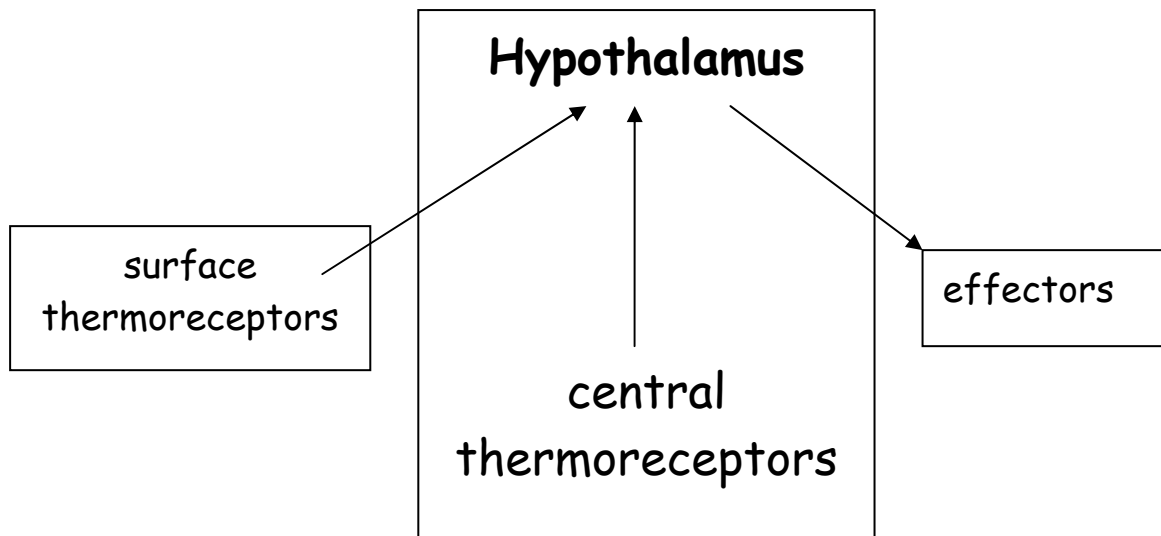 Hypothalamus
surface
thermoreceptors
effectors
central
thermoreceptors